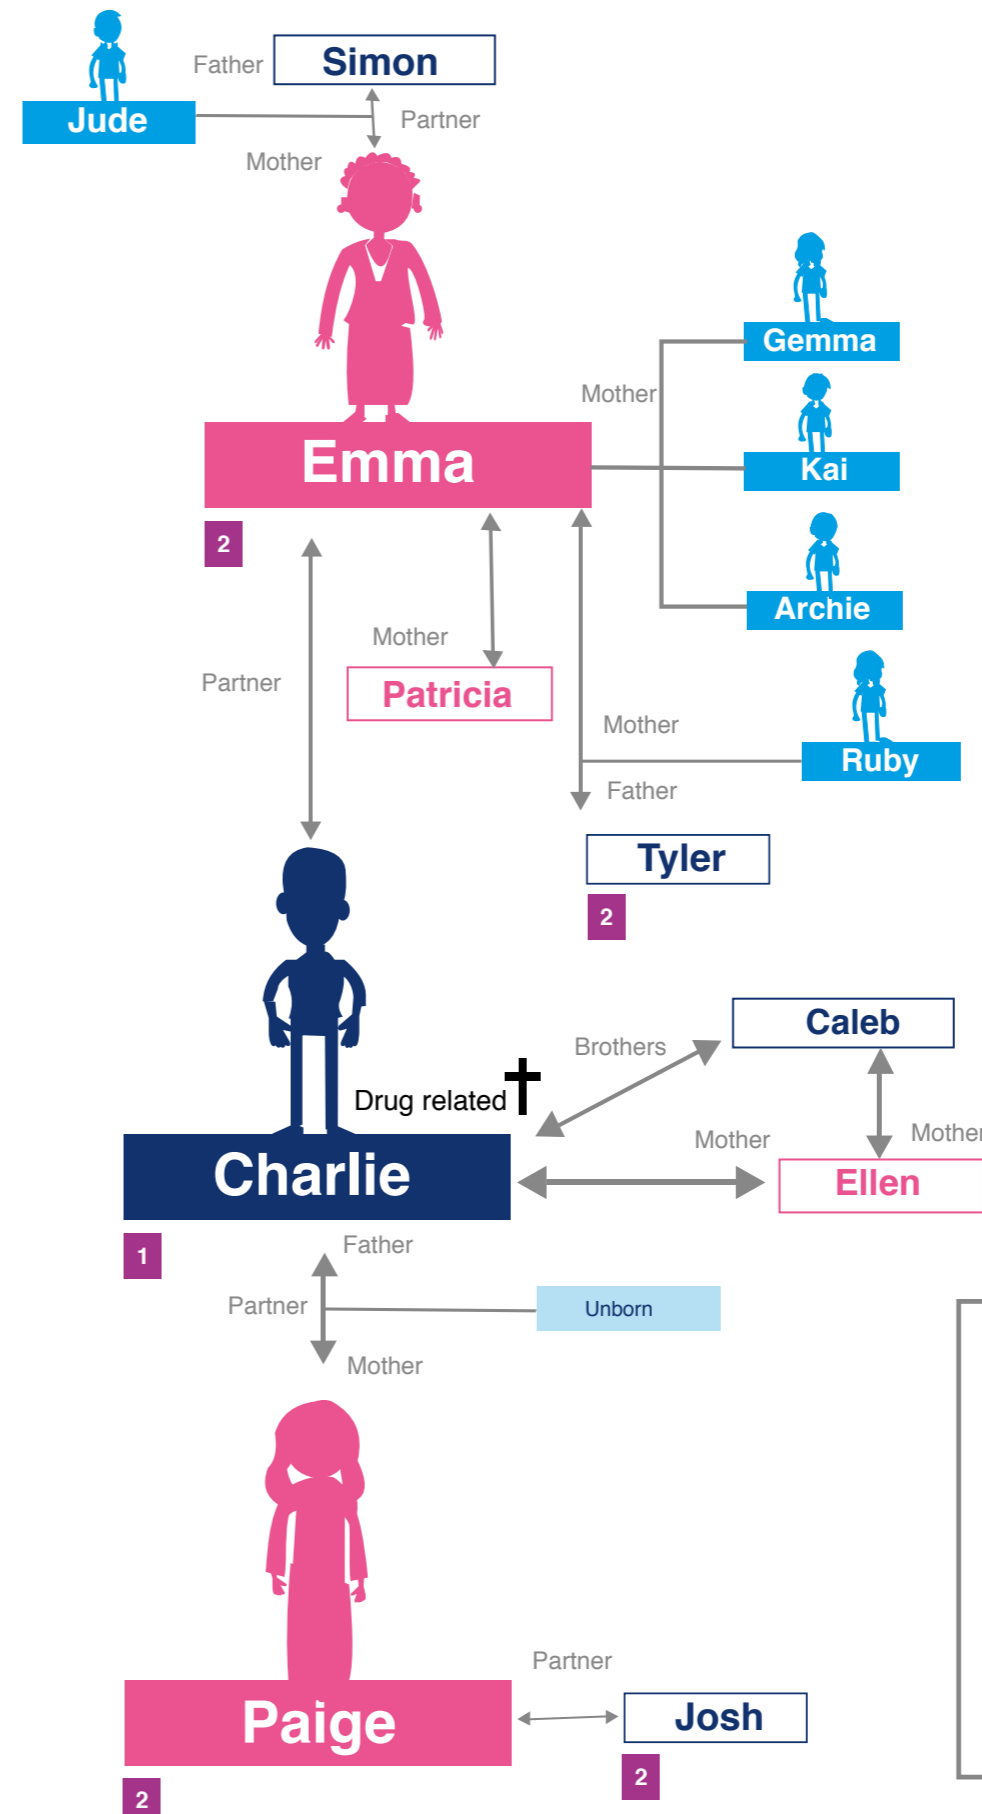 Father
Simon
Jude
Partner
Mother
Gemma
Mother
Emma
Kai
2
Archie
Mother
Partner
Patricia
Mother
Ruby
Father
Tyler
2
Caleb
Brothers
Drug related
Mother
Mother
Charlie
Ellen
1
Father
Partner
Unborn
Mother
Partner
Paige
Josh
2
2